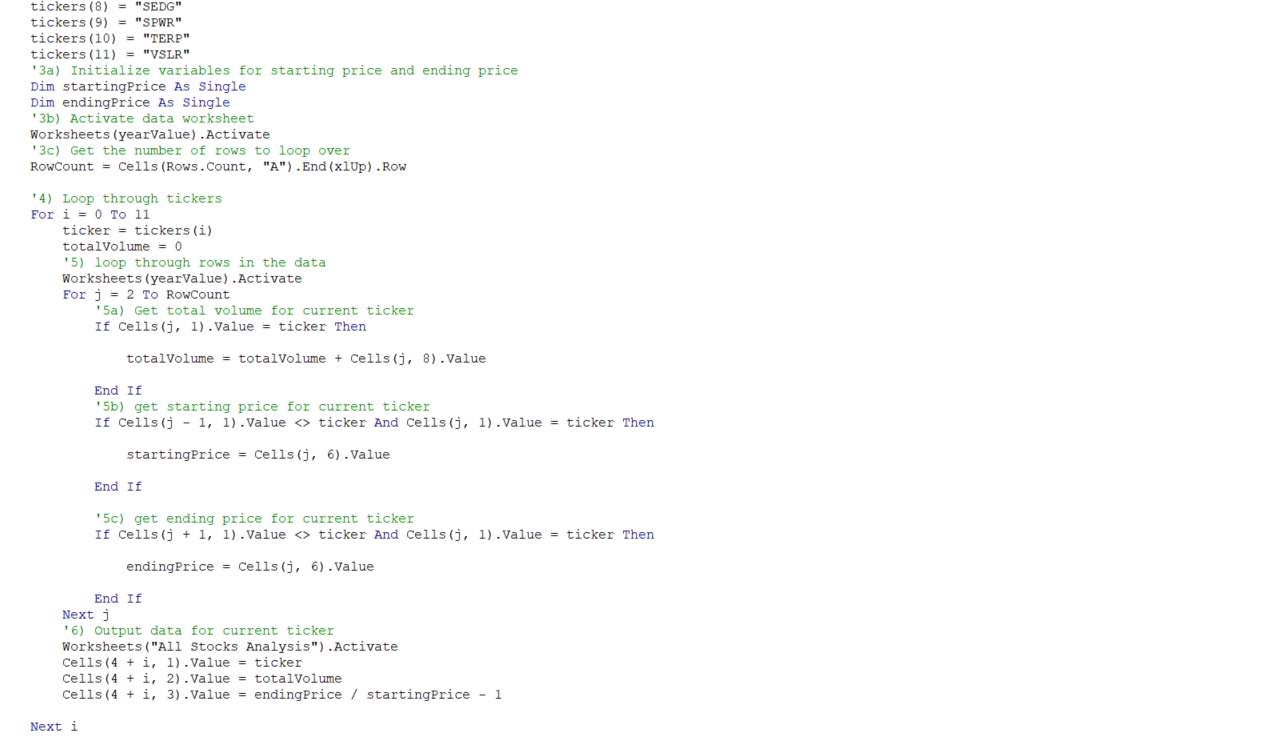 tickers(8) = "SEDG"
tickers(9) = "SPWR"
tickers(10) = "TERP"
tickers(11) = "VSLR"
'3a) Initialize variables for starting price and ending price
Dim startingPrice As Single
Dim endingPrice As Single
'3b) Activate data worksheet
Worksheets(yearValue).Activate
'3c) Get the number of rows to loop over
RowCount = Cells(Rows.Count, "A").End(xlUp).Row
'4) Loop through tickers
For i = 0 To 11
    ticker = tickers(i)
    totalVolume = 0
    '5) loop through rows in the data
    Worksheets(yearValue).Activate
    For j = 2 To RowCount
        '5a) Get total volume for current ticker
        If Cells(j, 1).Value = ticker Then
            totalVolume = totalVolume + Cells(j, 8).Value
        End If
        '5b) get starting price for current ticker
        If Cells(j - 1, 1).Value <> ticker And Cells(j, 1).Value = ticker Then
            startingPrice = Cells(j, 6).Value
        End If
        '5c) get ending price for current ticker
        If Cells(j + 1, 1).Value <> ticker And Cells(j, 1).Value = ticker Then
            endingPrice = Cells(j, 6).Value
        End If
    Next j
    '6) Output data for current ticker
    Worksheets("All Stocks Analysis").Activate
    Cells(4 + i, 1).Value = ticker
    Cells(4 + i, 2).Value = totalVolume
    Cells(4 + i, 3).Value = endingPrice / startingPrice - 1
Next i